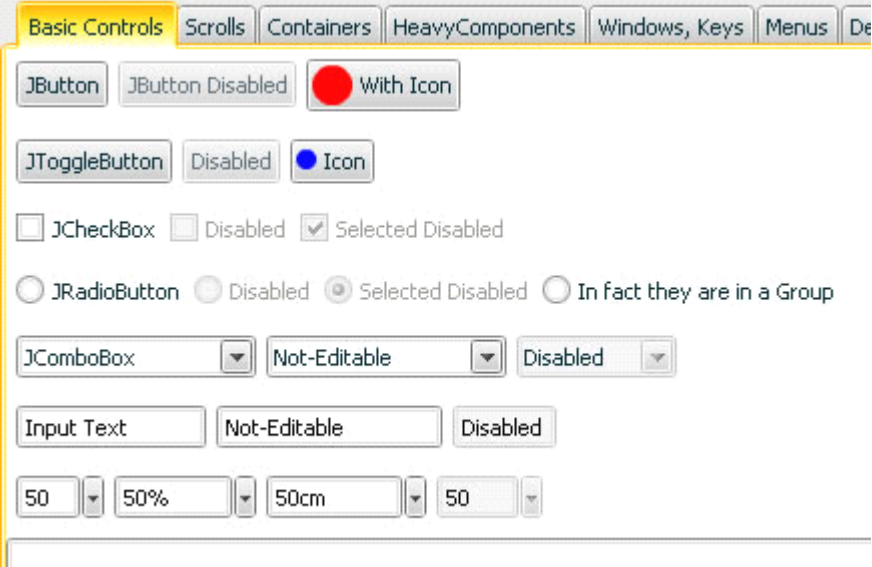 Basic Controls Scrolls Containers HeavyComponents Windows, Keys Menus
JButton JButton Disabled With Icon
JToggleButton Disabled Icon
JCheckBox Disabled Selected Disabled
JRadioButton Disabled Selected Disabled In fact they are in a Group
JComboBox Not-Editable Disabled
Input Text Not-Editable Disabled
50 50% 50cm 50